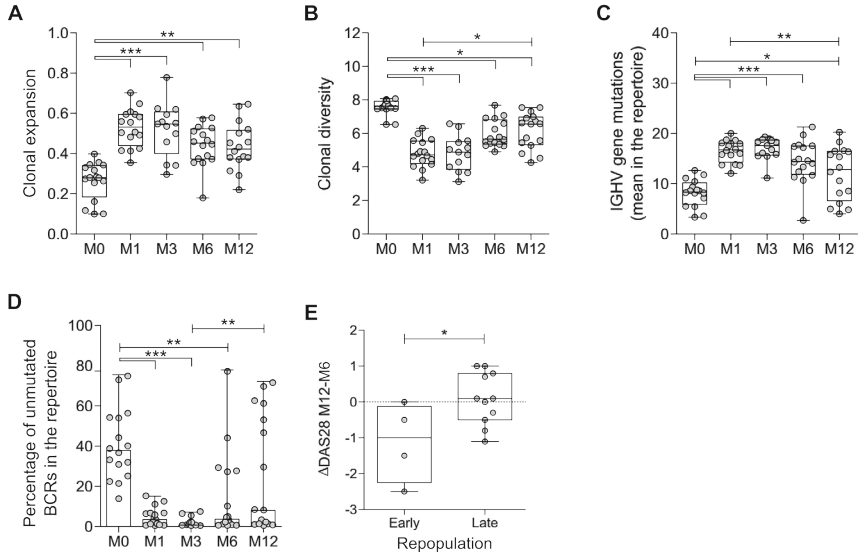 A
B
C
1.0
0.8
0.6
0.4
0.2
0.0
Clonal expansion
**
***
M0 M1 M3 M6 M12
12
10
8
6
4
2
0
Clonal diversity
*
*
***
M0 M1 M3 M6 M12
40
30
20
10
0
IGHV gene mutations
(mean in the repertoire)
**
*
***
M0 M1 M3 M6 M12
D
E
100
80
60
40
20
0
Percentage of unmutated
BCRs in the repertoire
**
**
***
M0 M1 M3 M6 M12
2
1
0
-1
-2
-3
ΔDAS28 M12-M6
*
Early Late
Repopulation